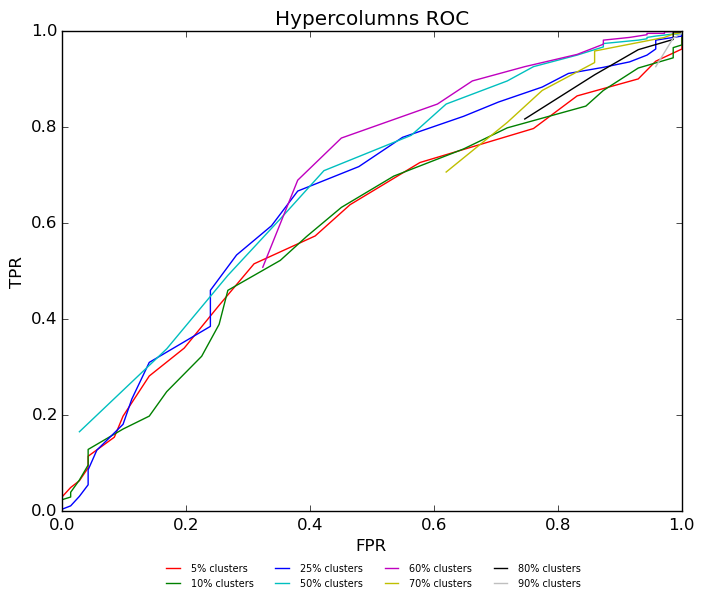 Hypercolumns ROC
1.0
0.8
0.6
0.4
0.2
0.0
TPR
0.0 0.2 0.4 0.6 0.8 1.0
FPR
5% clusters 25% clusters 60% clusters 80% clusters
10% clusters 50% clusters 70% clusters 90% clusters